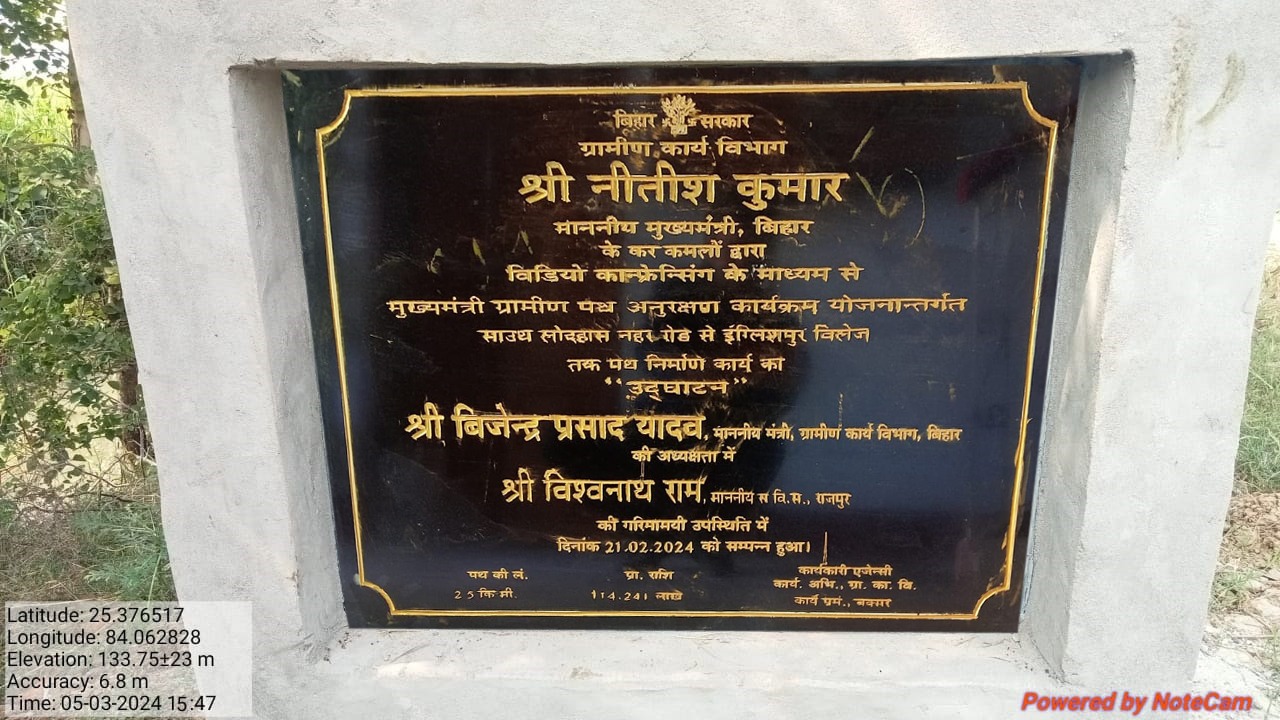 बिहार सरकार
ग्रामीण कार्य विभाग
श्री नीतीश कुमार
माननीय मुख्यमंत्री, बिहार
के कर कमलों द्वारा
विडियो कान्फ्रेन्सिंग के माध्यम से
मुख्यमंत्री ग्रामीण पथ अनुरक्षण कार्यक्रम योजनान्तर्गत
साउथ लोदहास नहर रोड से इंग्लिशपुर विलेज
तक पथ निर्माण कार्य का
"उद्घाटन"
श्री बिजेन्द्र प्रसाद यादव, माननीय मंत्री, ग्रामीण कार्य विभाग, बिहार
की अध्यक्षता में
श्री विश्वनाथ राम, माननीय स वि.स., राजपुर
की गरिमामयी उपस्थिति में
दिनांक 21.02.2024 को सम्पन्न हुआ।
पथ की लं. प्रा. राशि कार्यकारी एजेन्सी
कार्य. अभि., ग्रा. का. वि.
2 5 कि.मी. 114.241 लाख कार्य प्रमं., बक्सर
Latitude: 25.376517
Longitude: 84.062828
Elevation: 133.75±23 m
Accuracy: 6.8 m
Time: 05-03-2024 15:47
Powered by NoteCam